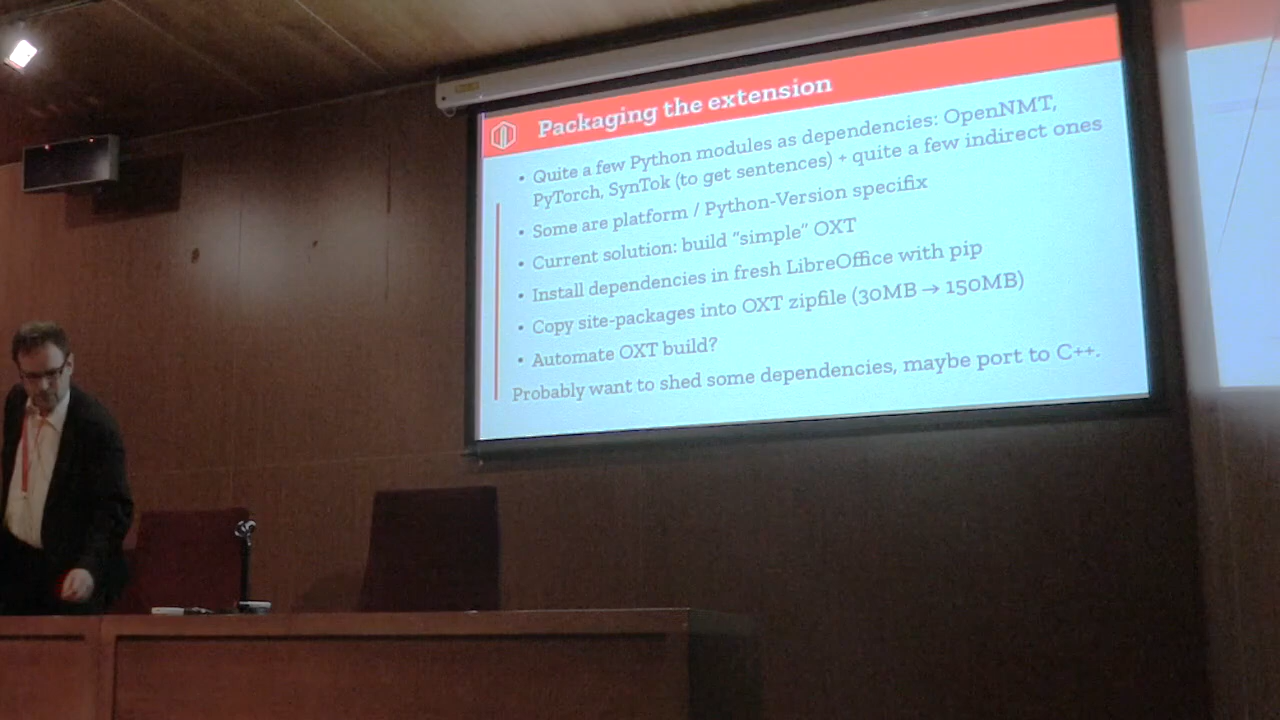 Packaging the extension
• Quite a few Python modules as dependencies: OpenNMT,
PyTorch, SynTok (to get sentences) + quite a few indirect ones
• Some are platform / Python-Version specifix
• Current solution: build “simple” OXT
• Install dependencies in fresh LibreOffice with pip
• Copy site-packages into OXT zipfile (30MB → 150MB)
• Automate OXT build?
Probably want to shed some dependencies, maybe port to C++.